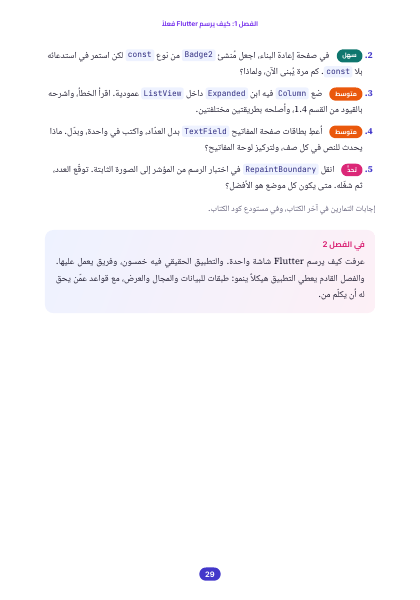 الفصل 1: كيف يرسم Flutter فعلاً
2. سهل في صفحة إعادة البناء، اجعل مُنشئ Badge2 من نوع const لكن استمر في استدعائه
بلا const. كم مرة يُبنى الآن، ولماذا؟
3. متوسط ضع Column فيه ابن Expanded داخل ListView عمودية. اقرأ الخطأ، واشرحه
بالقيود من القسم 1.4، وأصلحه بطريقتين مختلفتين.
4. متوسط أعطِ بطاقات صفحة المفاتيح TextField بدل العدّاد، واكتب في واحدة، وبدّل. ماذا
يحدث للنص في كل صف، ولتركيز لوحة المفاتيح؟
5. تحدٍّ انقل RepaintBoundary في اختبار الرسم من المؤشر إلى الصورة الثابتة. توقّع العدد،
ثم شغّله. متى يكون كل موضع هو الأفضل؟
إجابات التمارين في آخر الكتاب، وفي مستودع كود الكتاب.
في الفصل 2
عرفت كيف يرسم Flutter شاشة واحدة. والتطبيق الحقيقي فيه خمسون، وفريق يعمل عليها.
والفصل القادم يعطي التطبيق هيكلاً ينمو: طبقات للبيانات والمجال والعرض، مع قواعد عمّن يحق
له أن يكلّم من.
29